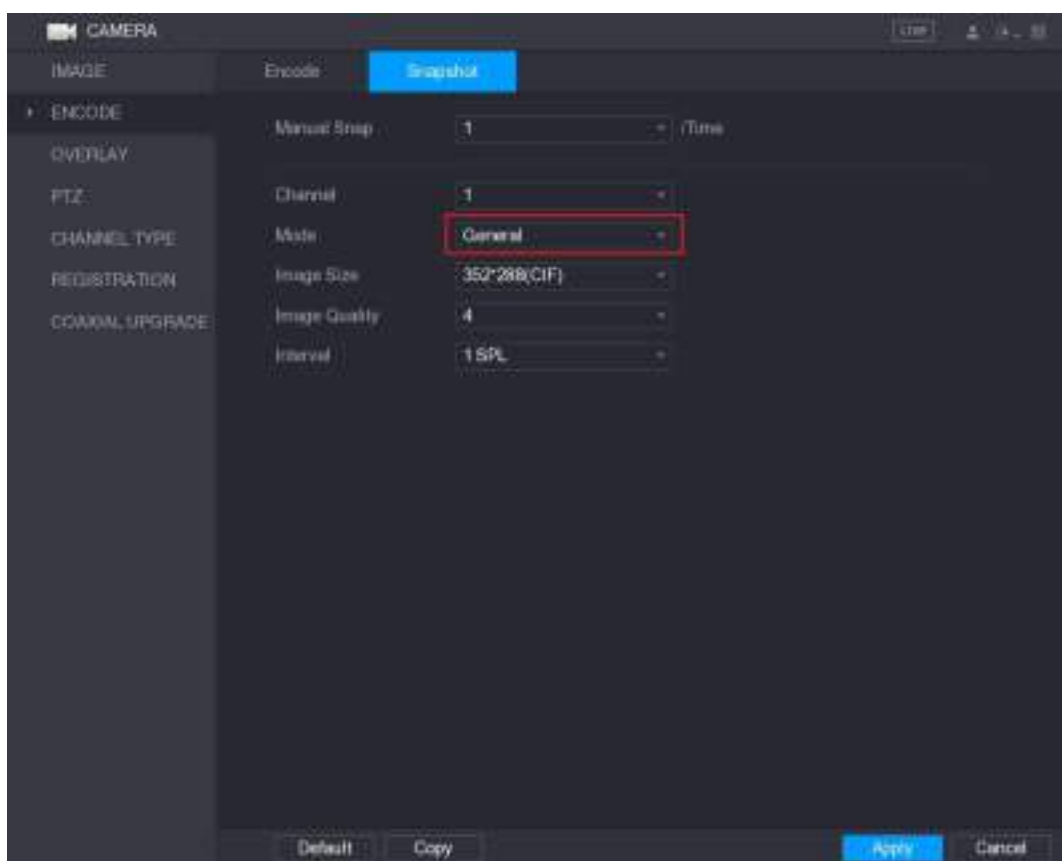 CAMERA
LIVE
IMAGE
Encode
Snapshot
ENCODE
Manual Snap
1
/Time
OVERLAY
PTZ
Channel
1
CHANNEL TYPE
Mode
General
REGISTRATION
Image Size
352*288(CIF)
COAXIAL UPGRADE
Image Quality
4
Interval
1 SPL
Default
Copy
Apply
Cancel